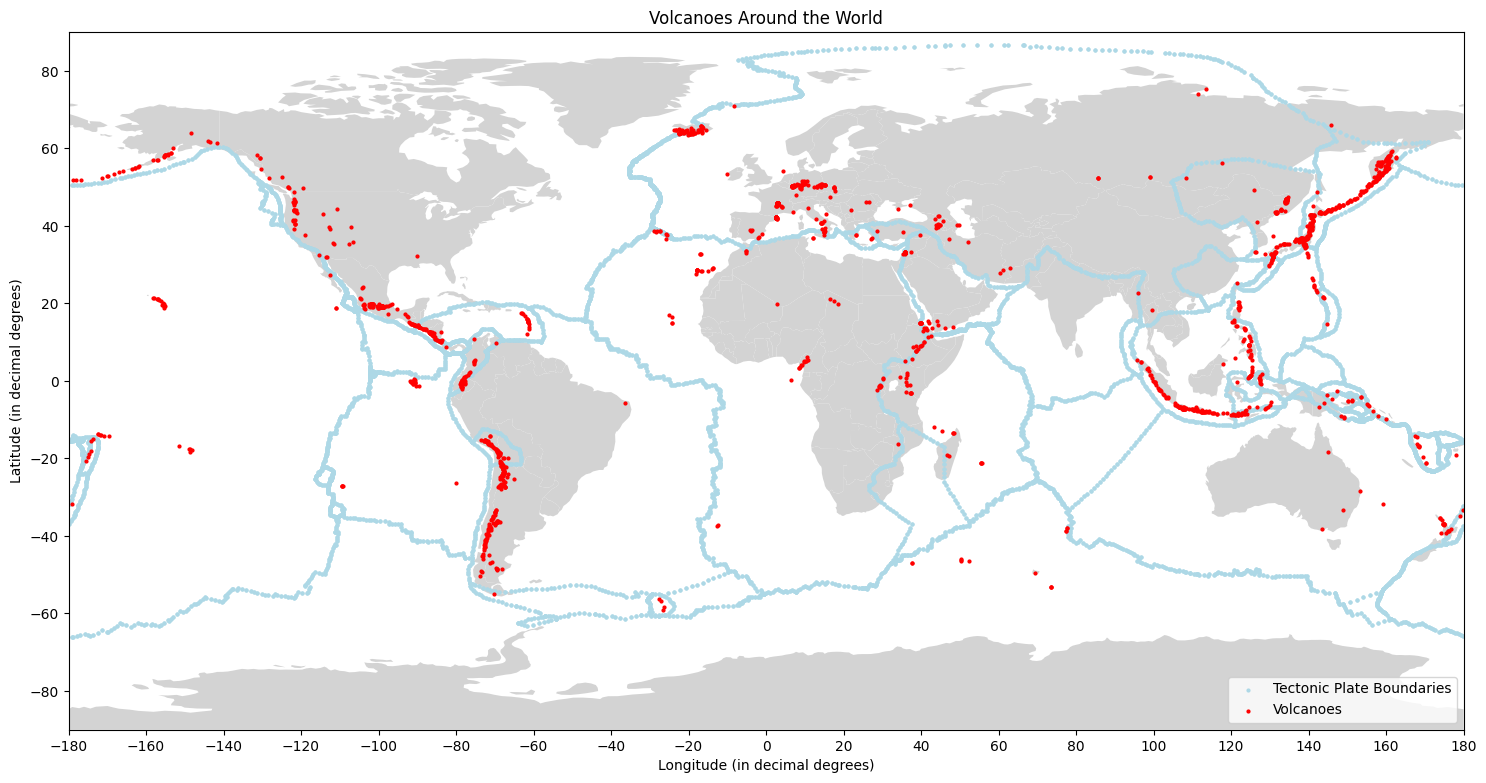 Volcanoes Around the World
Latitude (in decimal degrees)
80
60
40
20
0
−20
−40
−60
−80
Tectonic Plate Boundaries
Volcanoes
−180 −160 −140 −120 −100 −80 −60 −40 −20 0 20 40 60 80 100 120 140 160 180
Longitude (in decimal degrees)